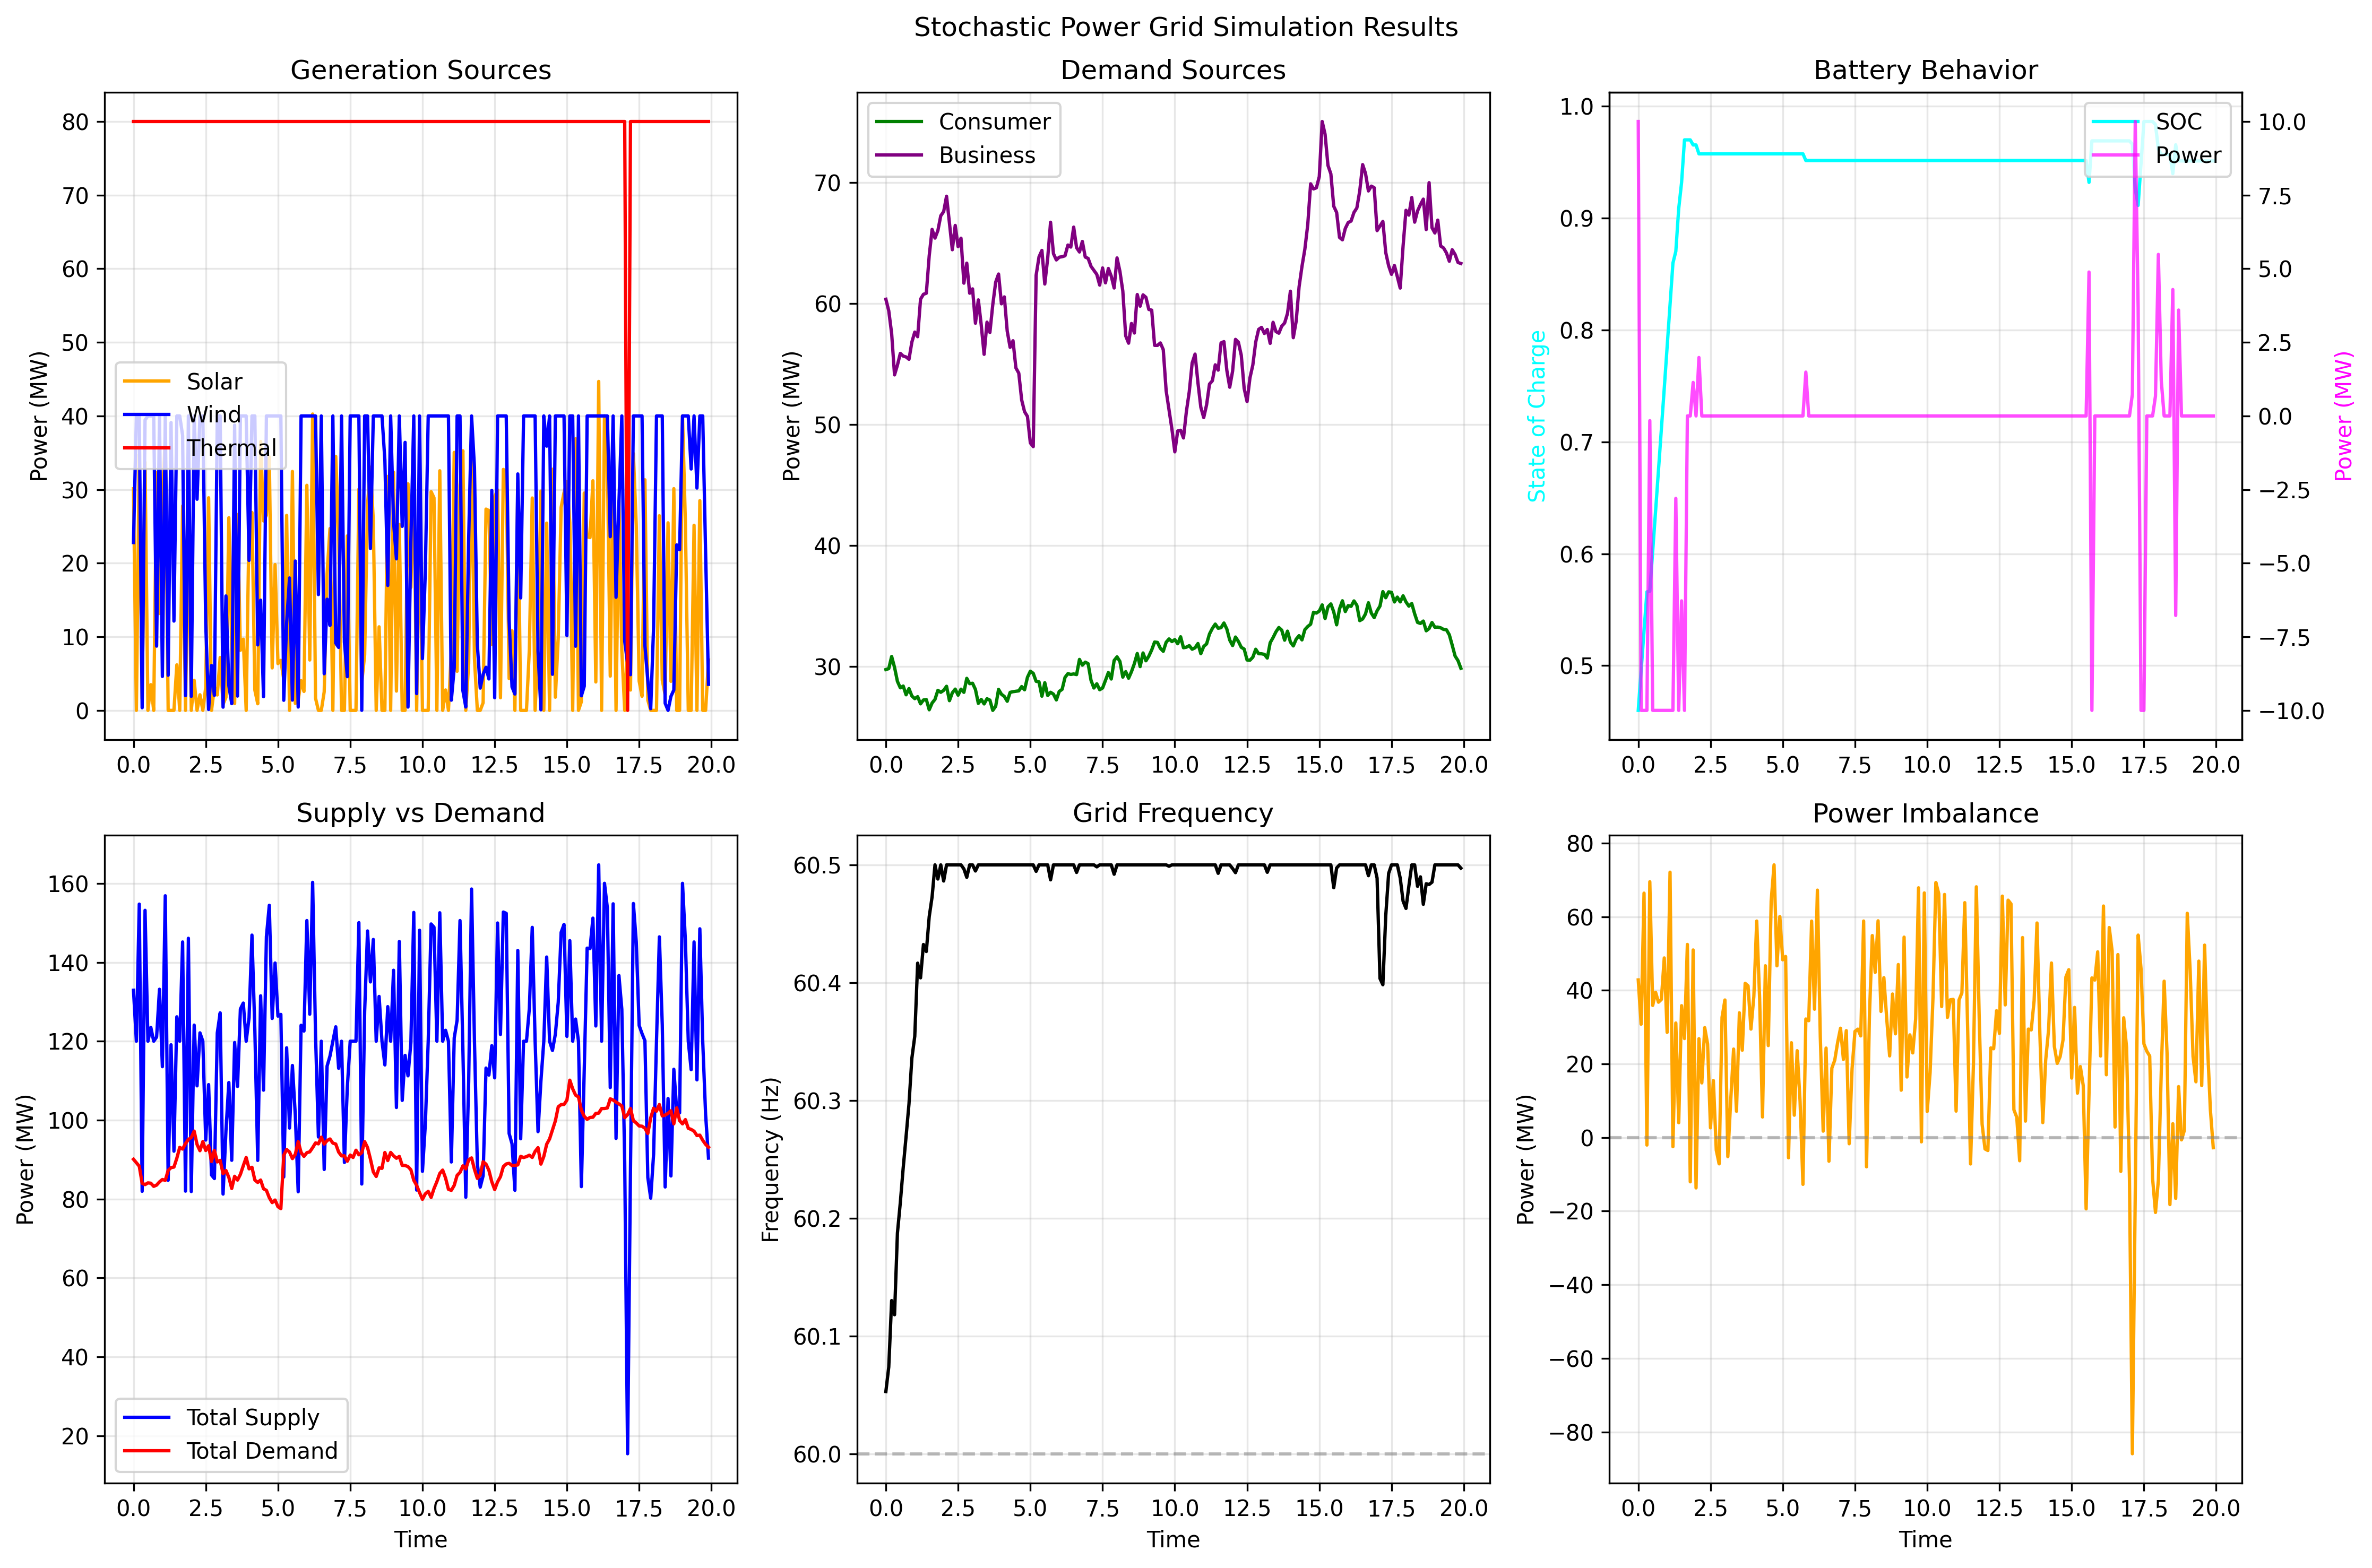 Stochastic Power Grid Simulation Results
Generation Sources
Power (MW)
80
70
60
50
40
30
20
10
0
Solar
Wind
Thermal
0.0 2.5 5.0 7.5 10.0 12.5 15.0 17.5 20.0
Demand Sources
Power (MW)
70
60
50
40
30
Consumer
Business
0.0 2.5 5.0 7.5 10.0 12.5 15.0 17.5 20.0
Battery Behavior
State of Charge
1.0
0.9
0.8
0.7
0.6
0.5
SOC
Power
10.0
7.5
5.0
2.5
0.0
−2.5
−5.0
−7.5
−10.0
Power (MW)
0.0 2.5 5.0 7.5 10.0 12.5 15.0 17.5 20.0
Supply vs Demand
Power (MW)
160
140
120
100
80
60
40
20
Total Supply
Total Demand
0.0 2.5 5.0 7.5 10.0 12.5 15.0 17.5 20.0
Time
Grid Frequency
Frequency (Hz)
60.5
60.4
60.3
60.2
60.1
60.0
0.0 2.5 5.0 7.5 10.0 12.5 15.0 17.5 20.0
Time
Power Imbalance
Power (MW)
80
60
40
20
0
−20
−40
−60
−80
0.0 2.5 5.0 7.5 10.0 12.5 15.0 17.5 20.0
Time